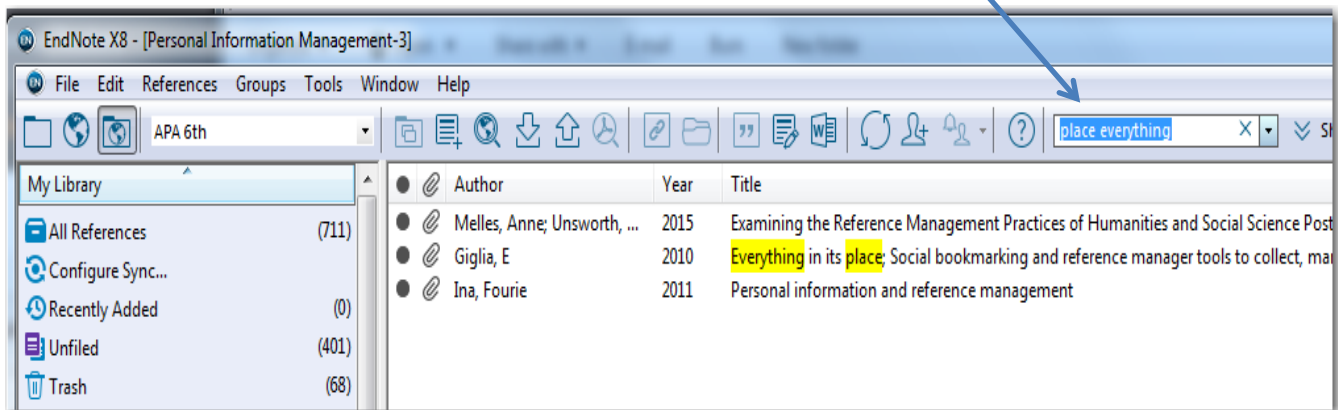 EndNote X8 - [Personal Information Management-3]
File Edit References Groups Tools Window Help
APA 6th place everything X
My Library Author Year Title
Melles, Anne; Unsworth, ... 2015 Examining the Reference Management Practices of Humanities and Social Science Post
All References (711)
Giglia, E 2010 Everything in its place; Social bookmarking and reference manager tools to collect,
Configure Sync...
Ina, Fourie 2011 Personal information and reference management
Recently Added (0)
Unfiled (401)
Trash (68)